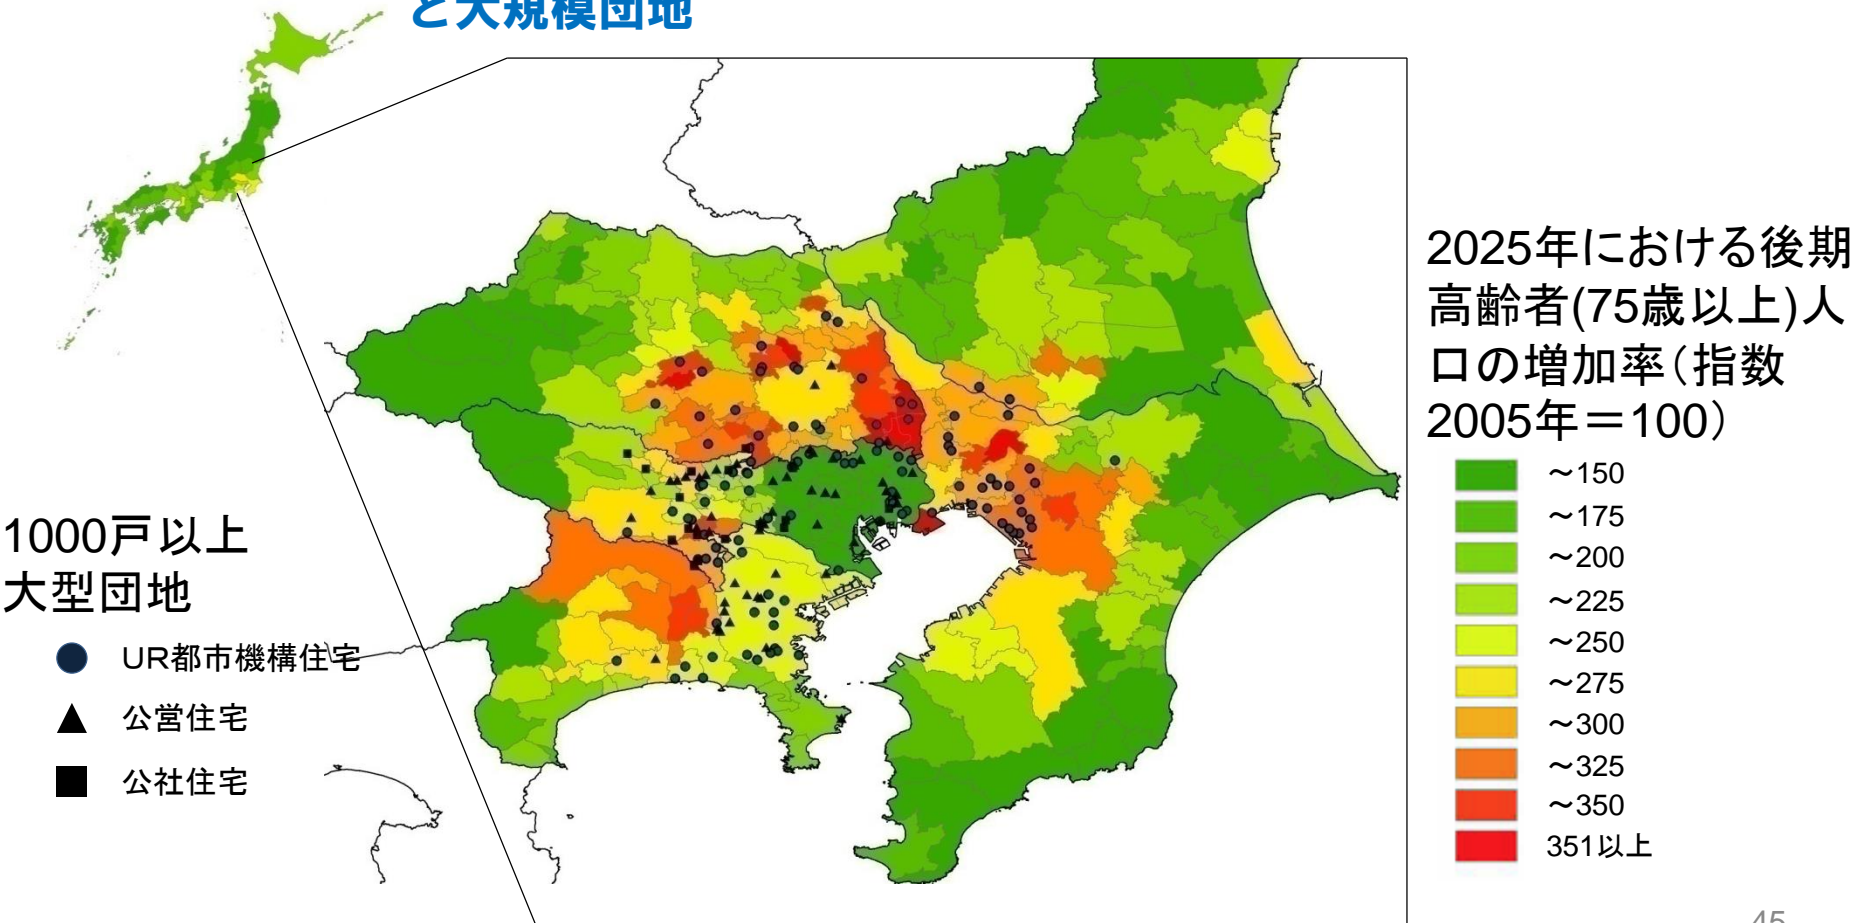 と大規模団地
2025年における後期
高齢者(75歳以上)人
口の増加率（指数
2005年＝100）
～150
～175
～200
～225
～250
～275
～300
～325
～350
351以上
1000戸以上
大型団地
UR都市機構住宅
公営住宅
公社住宅
45